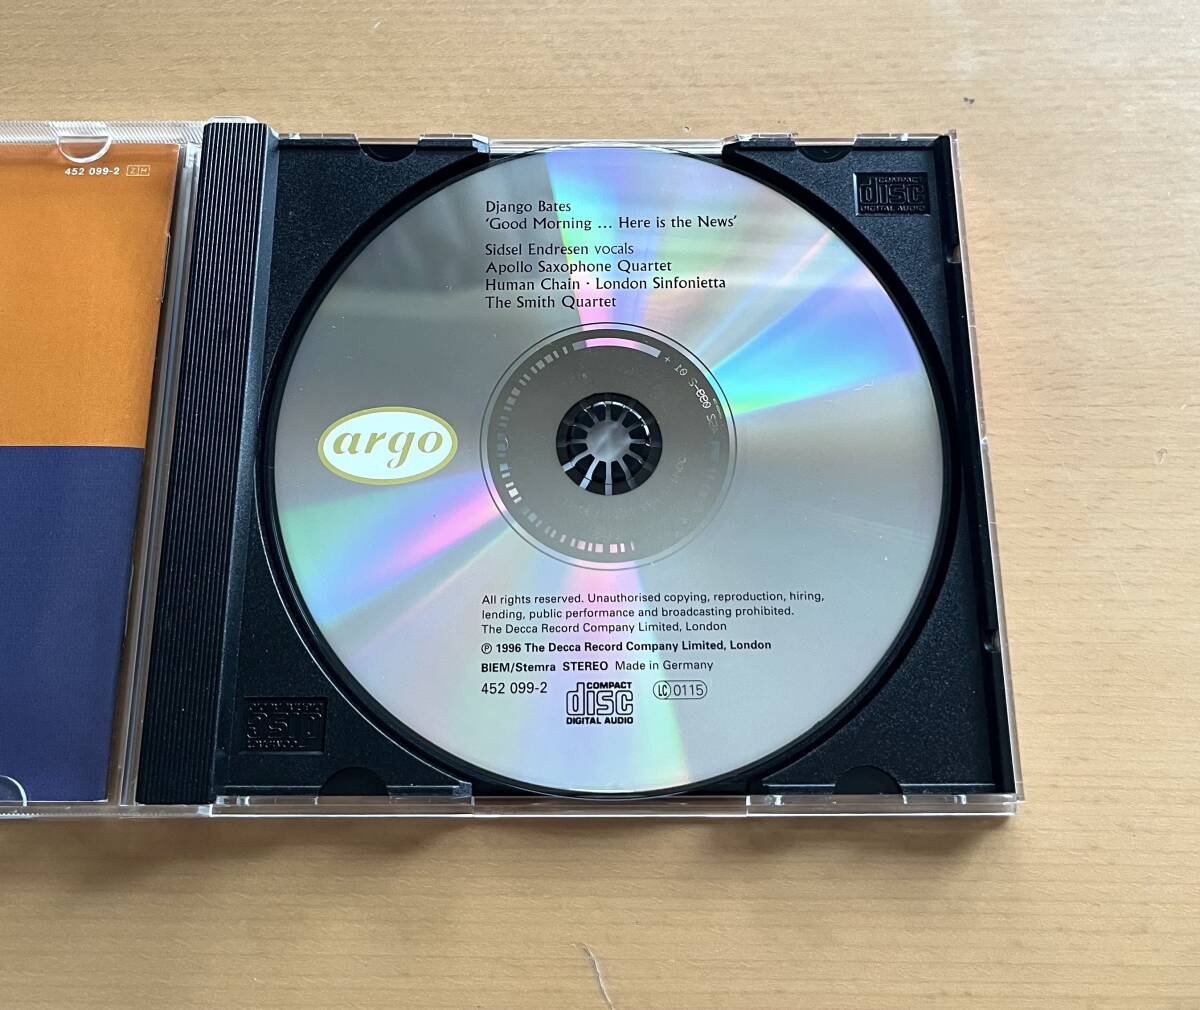 452 099-2 ZM
Django Bates
‘Good Morning ... Here is the News’
Sidsel Endresen vocals
Apollo Saxophone Quartet
Human Chain · London Sinfonietta
The Smith Quartet
argo
All rights reserved. Unauthorised copying, reproduction, hiring,
lending, public performance and broadcasting prohibited.
The Decca Record Company Limited, London
℗ 1996 The Decca Record Company Limited, London
BIEM/Stemra STEREO Made in Germany
452 099-2
COMPACT
disc
DIGITAL AUDIO
LC 0115
COMPACT
disc
DIGITAL AUDIO